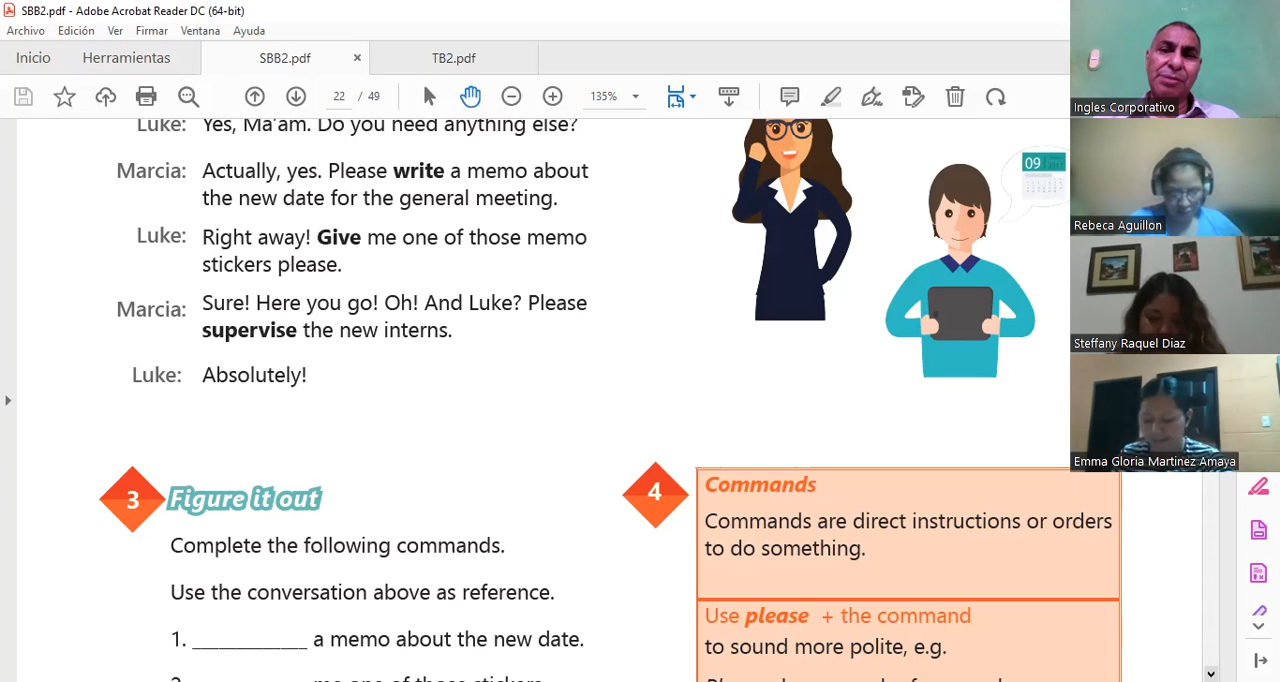 SBB2.pdf - Adobe Acrobat Reader DC (64-bit)
Archivo Edición Ver Firmar Ventana Ayuda
Inicio Herramientas SBB2.pdf × TB2.pdf
22 / 49 135%
Luke: Yes, Ma'am. Do you need anything else?
Marcia: Actually, yes. Please write a memo about
the new date for the general meeting.
Luke: Right away! Give me one of those memo
stickers please.
Marcia: Sure! Here you go! Oh! And Luke? Please
supervise the new interns.
Luke: Absolutely!
09
3 Figure it out
Complete the following commands.
Use the conversation above as reference.
1. ____________ a memo about the new date.
4 Commands
Commands are direct instructions or orders
to do something.
Use please + the command
to sound more polite, e.g.
Ingles Corporativo
Rebeca Aguillon
Steffany Raquel Diaz
Emma Gloria Martinez Amaya